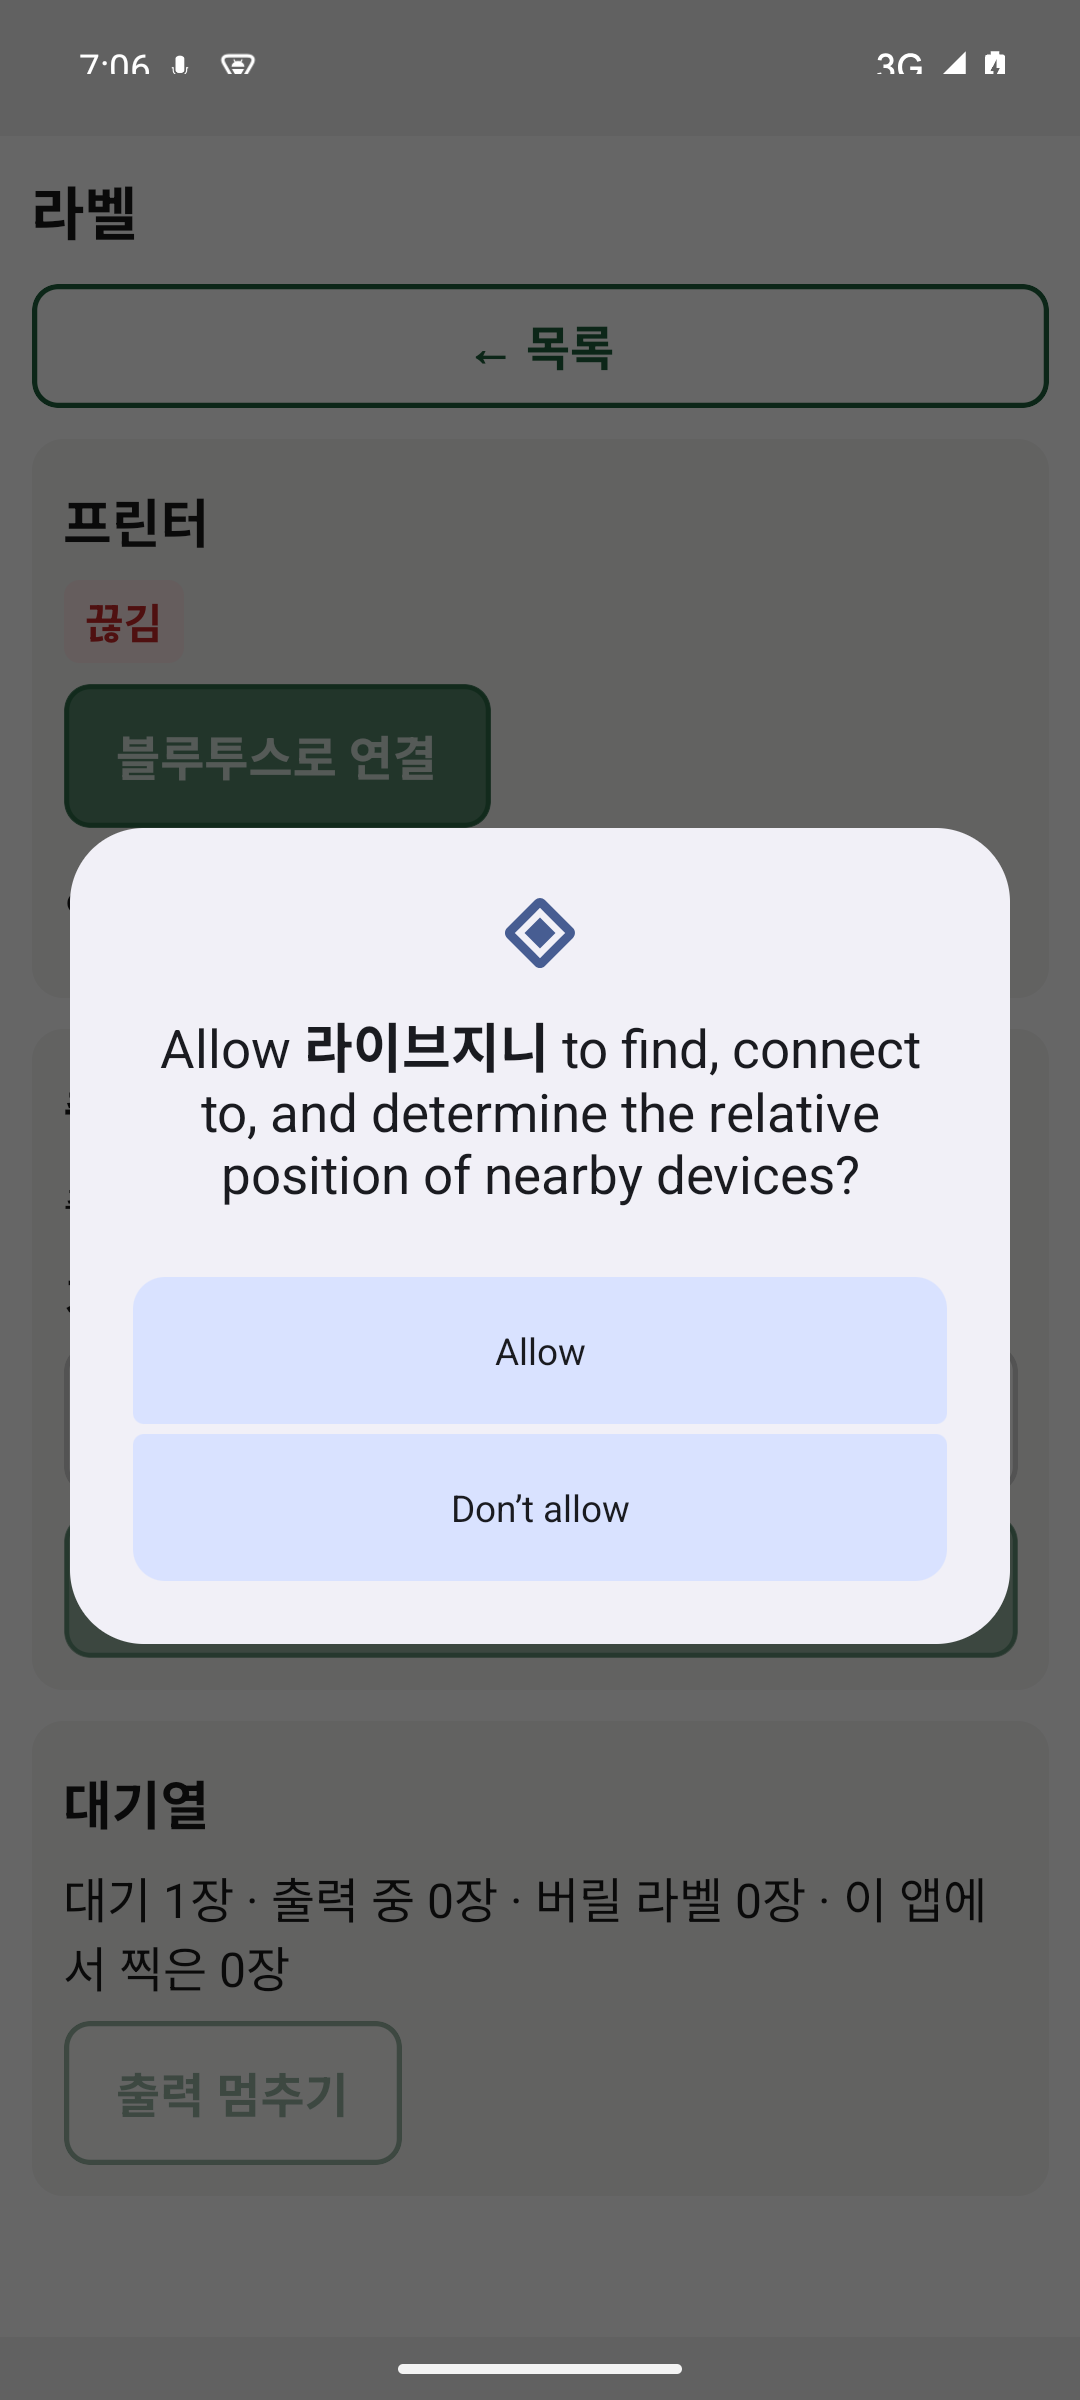 7:06
3G
라벨
← 목록
프린터
끊김
블루투스로 연결
Allow 라이브지니 to find, connect
to, and determine the relative
position of nearby devices?
Allow
Don’t allow
대기열
대기 1장 · 출력 중 0장 · 버릴 라벨 0장 · 이 앱에
서 찍은 0장
출력 멈추기